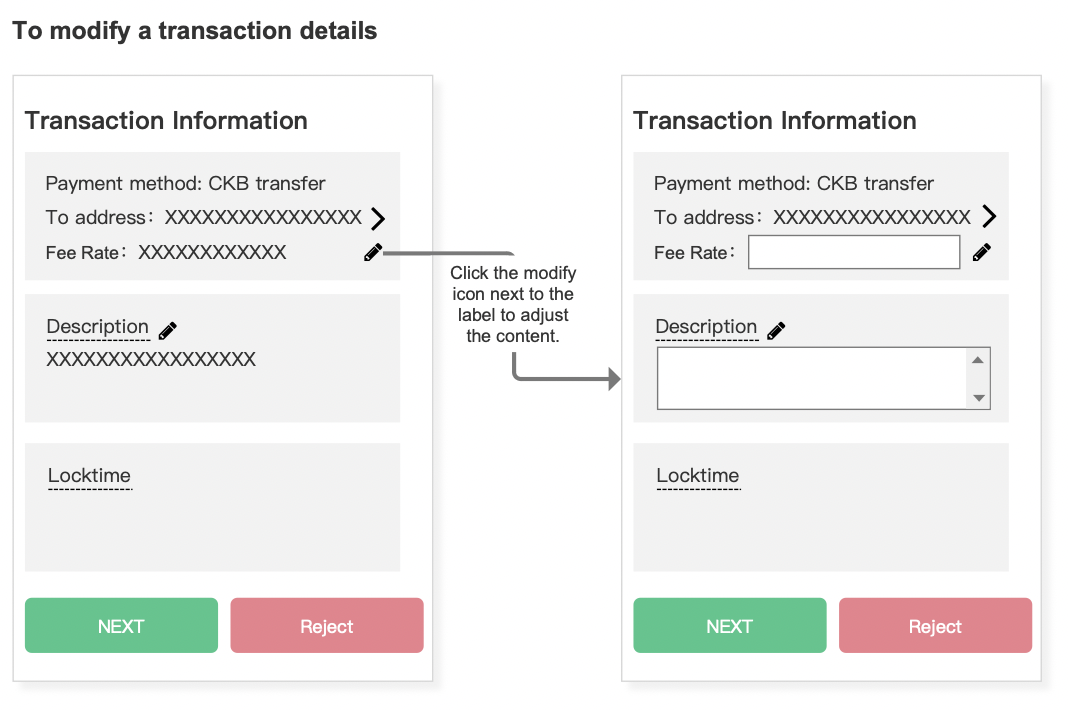 To modify a transaction details
Transaction Information
Payment method: CKB transfer
To address： XXXXXXXXXXXXXXXX
Fee Rate： XXXXXXXXXXXX
Description
XXXXXXXXXXXXXXXXX
Locktime
NEXT
Reject
Click the modify
icon next to the
label to adjust
the content.
Transaction Information
Payment method: CKB transfer
To address： XXXXXXXXXXXXXXXX
Fee Rate：
Description
Locktime
NEXT
Reject